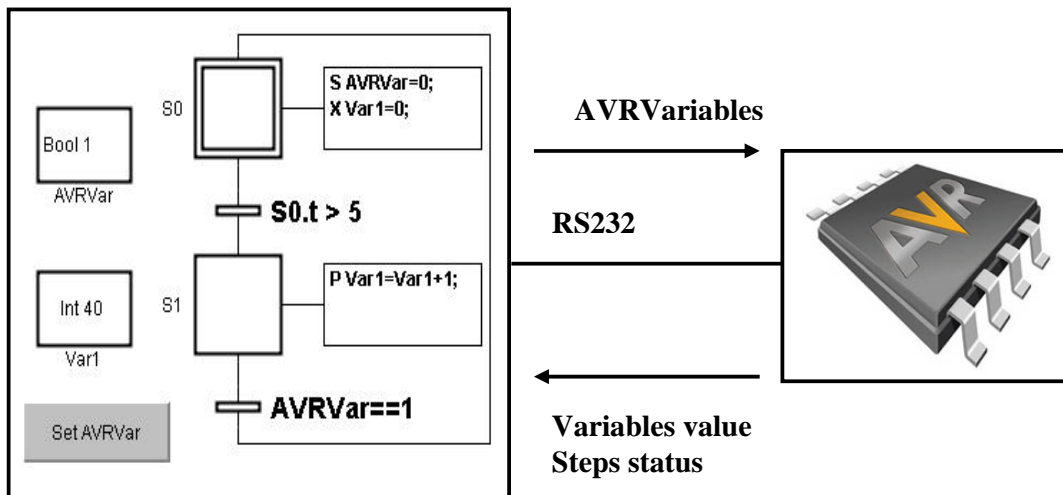 S AVRVar=0;
X Var1=0;
S0
Bool 1
AVRVar
S0.t > 5
P Var1=Var1+1;
S1
Int 40
Var1
AVRVar==1
Set AVRVar
AVRVariables
RS232
AVR
Variables value
Steps status